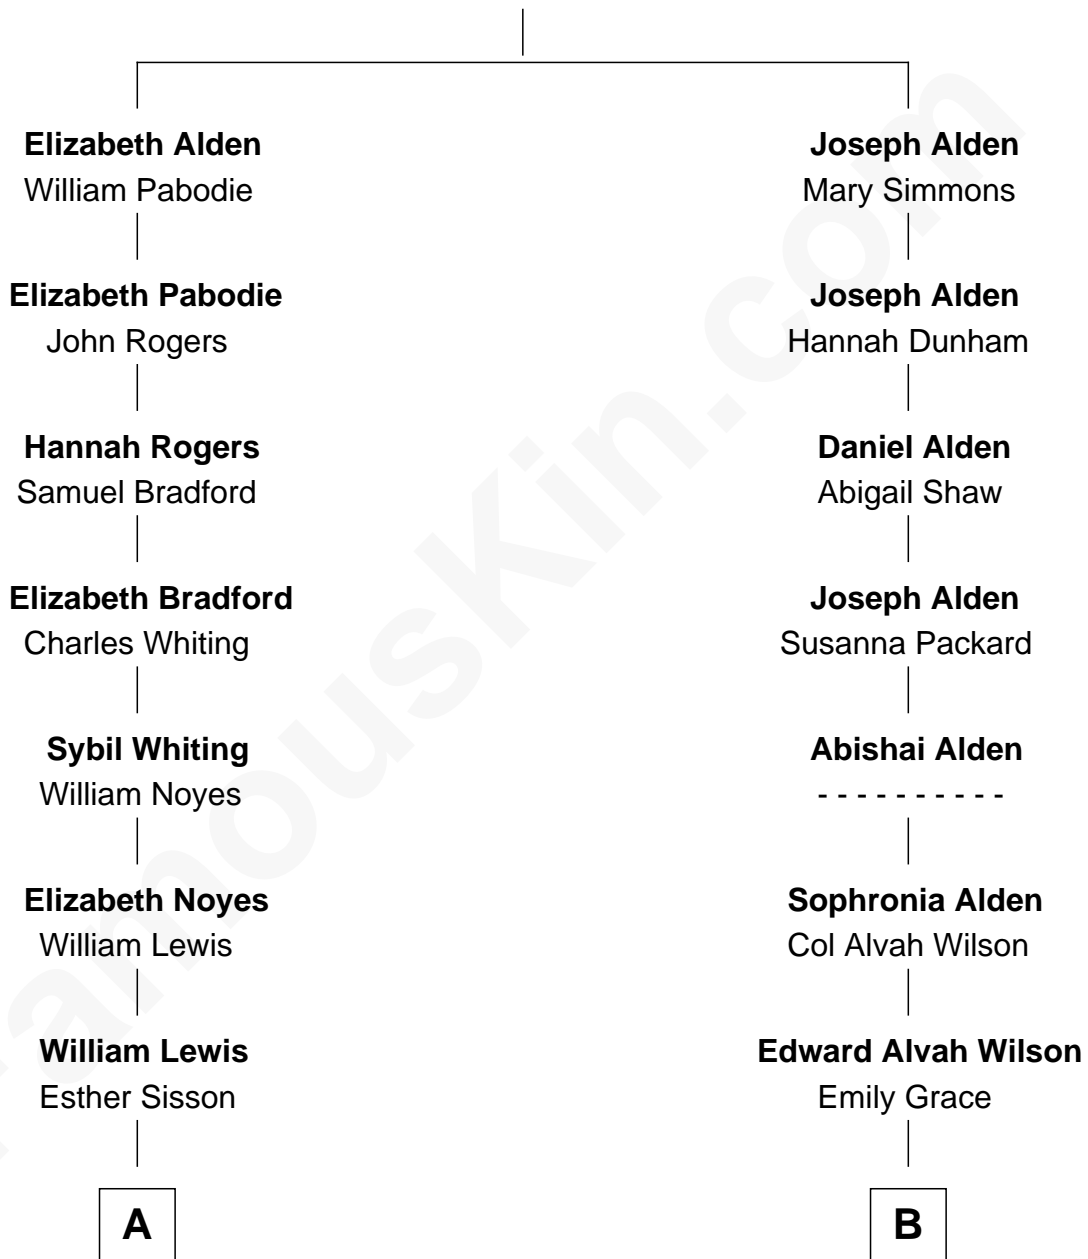 Elizabeth Alden
William Pabodie
Joseph Alden
Mary Simmons
Elizabeth Pabodie
John Rogers
Joseph Alden
Hannah Dunham
Hannah Rogers
Samuel Bradford
Daniel Alden
Abigail Shaw
Elizabeth Bradford
Charles Whiting
Joseph Alden
Susanna Packard
Sybil Whiting
William Noyes
Abishai Alden
- - - - - - - - - -
Elizabeth Noyes
William Lewis
Sophronia Alden
Col Alvah Wilson
William Lewis
Esther Sisson
Edward Alvah Wilson
Emily Grace
A
B
FamousKin.com